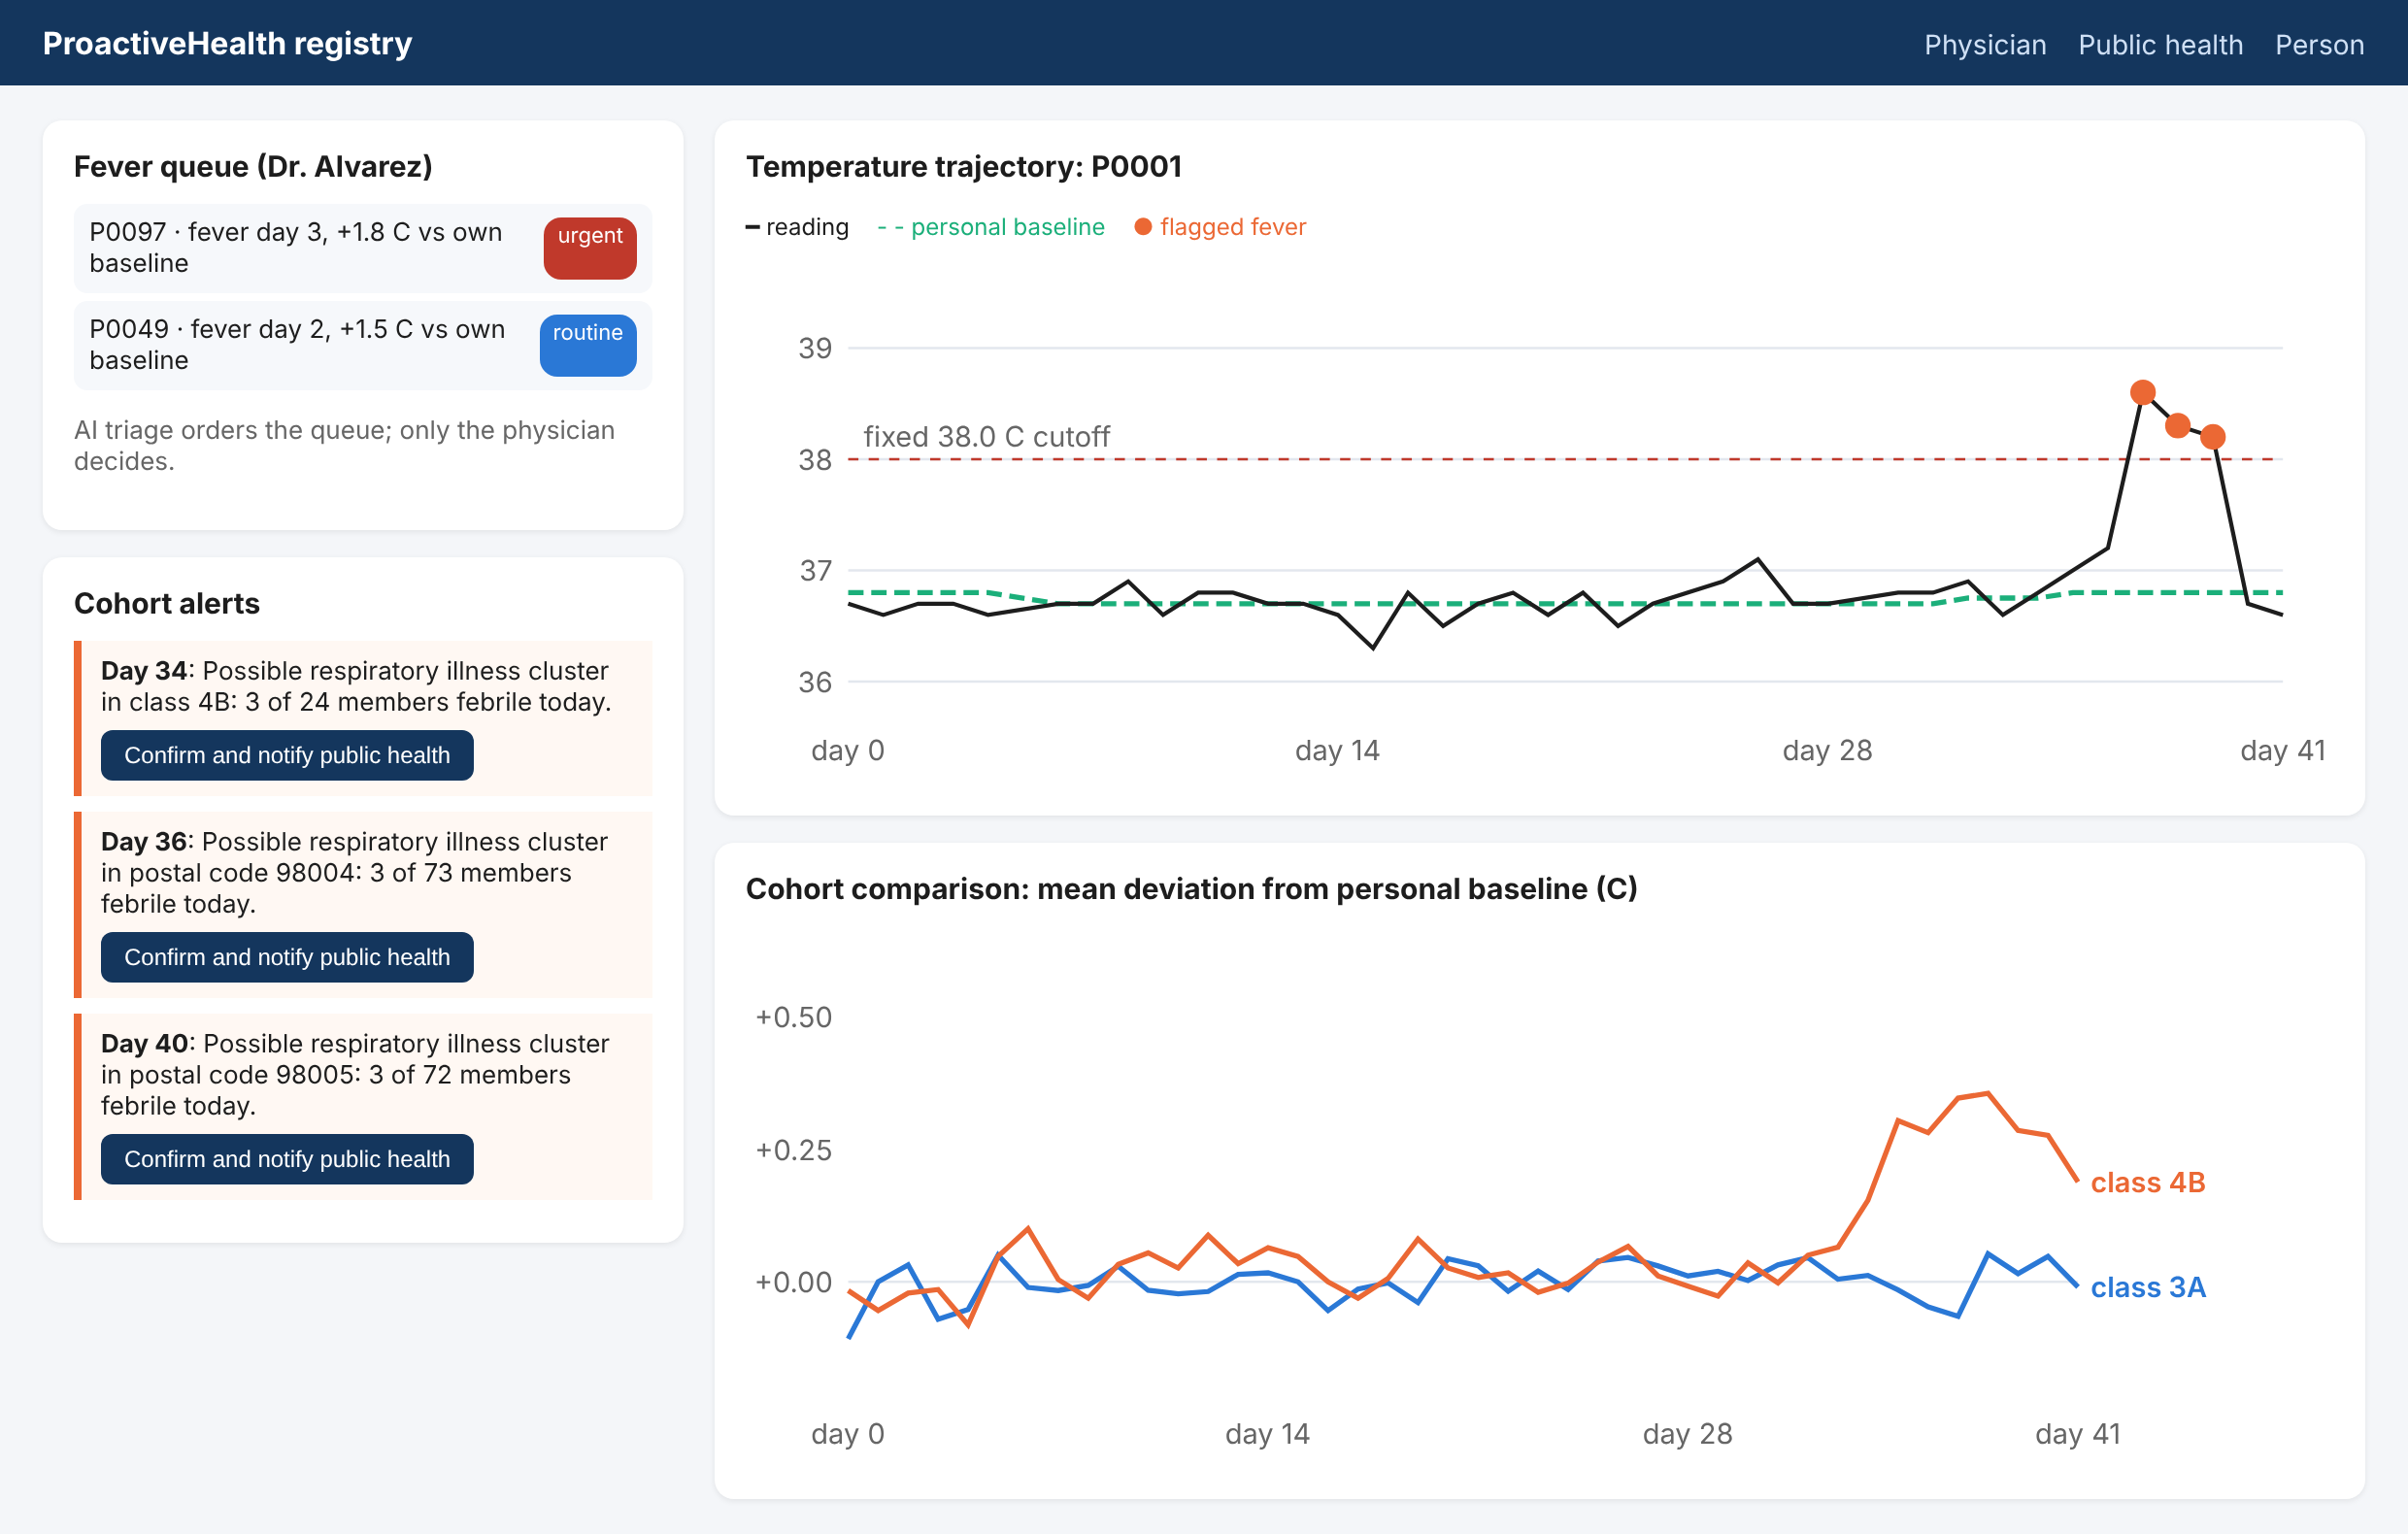 ProactiveHealth registry
Physician Public health Person
Fever queue (Dr. Alvarez)
P0097 · fever day 3, +1.8 C vs own
baseline
urgent
P0049 · fever day 2, +1.5 C vs own
baseline
routine
AI triage orders the queue; only the physician
decides.
Cohort alerts
Day 34: Possible respiratory illness cluster
in class 4B: 3 of 24 members febrile today.
Confirm and notify public health
Day 36: Possible respiratory illness cluster
in postal code 98004: 3 of 73 members
febrile today.
Confirm and notify public health
Day 40: Possible respiratory illness cluster
in postal code 98005: 3 of 72 members
febrile today.
Confirm and notify public health
Temperature trajectory: P0001
reading - - personal baseline flagged fever
39
fixed 38.0 C cutoff
38
37
36
day 0 day 14 day 28 day 41
Cohort comparison: mean deviation from personal baseline (C)
+0.50
+0.25
class 4B
+0.00
class 3A
day 0 day 14 day 28 day 41